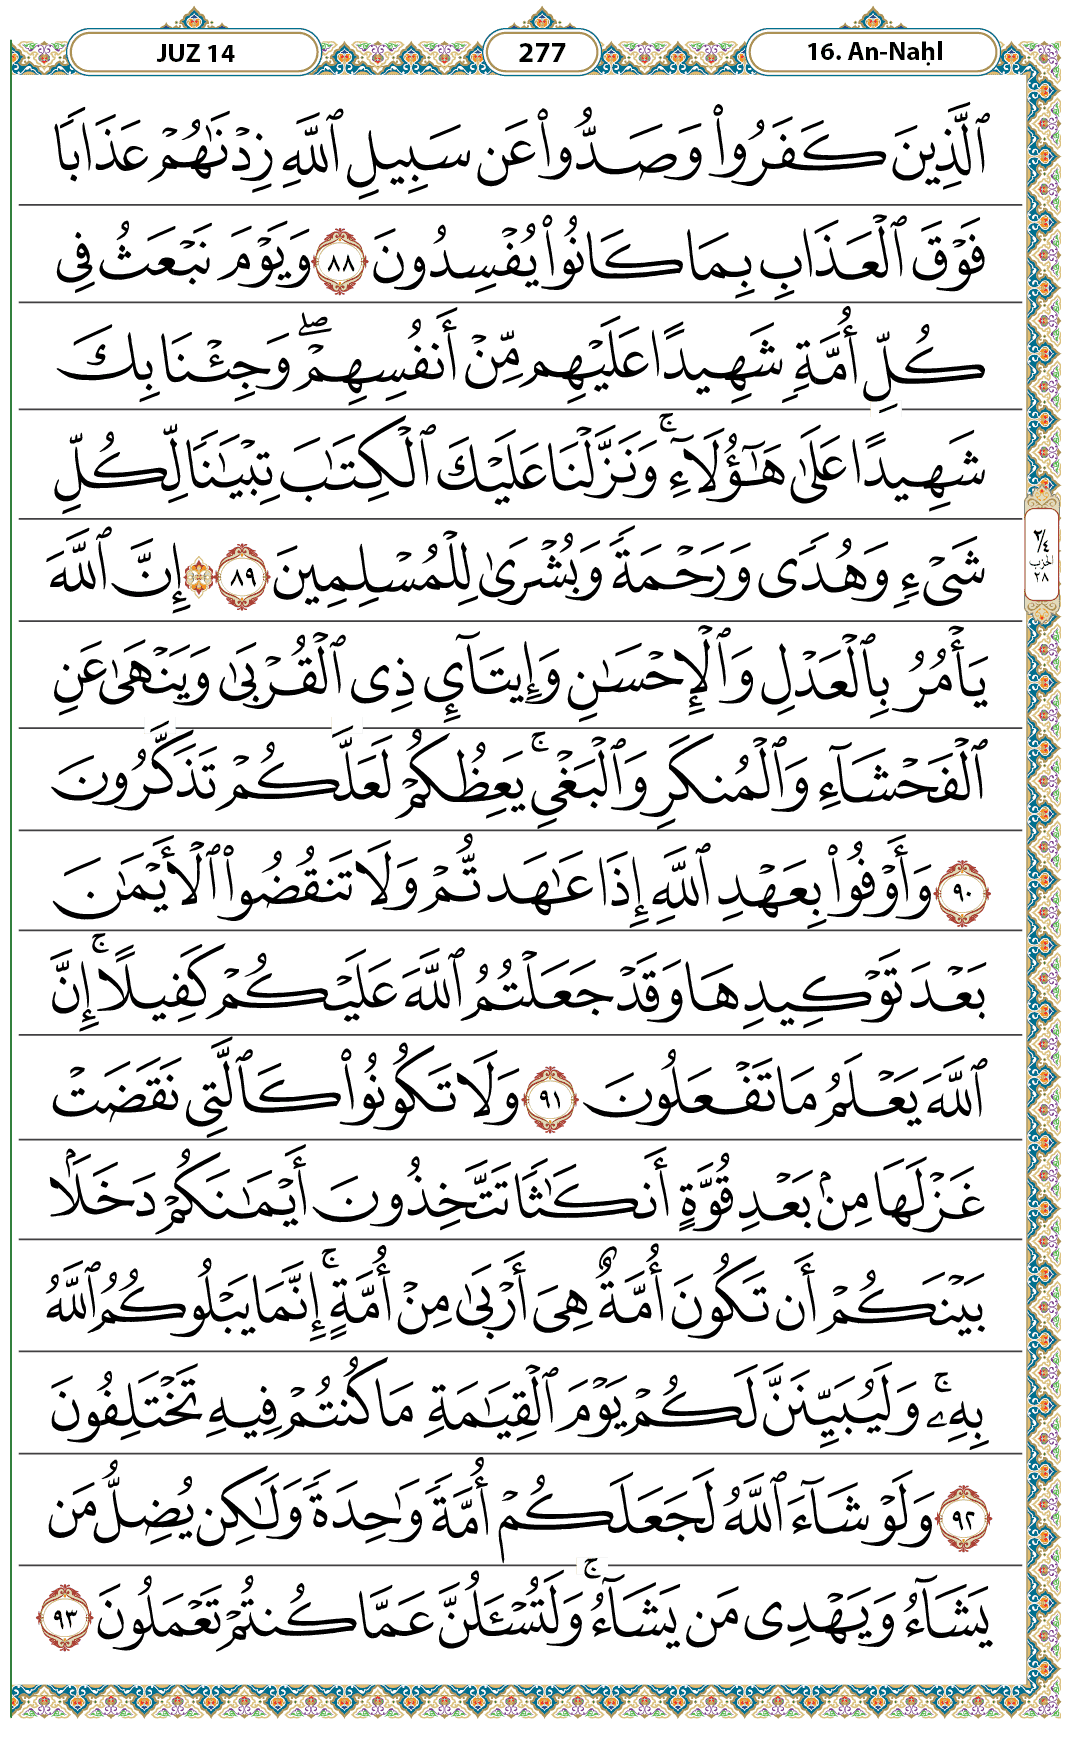 JUZ 14 277 16. An-Naḥl
ٱلَّذِينَ كَفَرُوا۟ وَصَدُّوا۟ عَن سَبِيلِ ٱللَّهِ زِدْنَٰهُمْ عَذَابًا
فَوْقَ ٱلْعَذَابِ بِمَا كَانُوا۟ يُفْسِدُونَ ٨٨ وَيَوْمَ نَبْعَثُ فِى
كُلِّ أُمَّةٍ شَهِيدًا عَلَيْهِم مِّنْ أَنفُسِهِمْ ۖ وَجِئْنَا بِكَ
شَهِيدًا عَلَىٰ هَٰٓؤُلَآءِ ۚ وَنَزَّلْنَا عَلَيْكَ ٱلْكِتَٰبَ تِبْيَٰنًا لِّكُلِّ
شَىْءٍ وَهُدًى وَرَحْمَةً وَبُشْرَىٰ لِلْمُسْلِمِينَ ٨٩ ۞ إِنَّ ٱللَّهَ
٢/٤
الحزب
٢٨
يَأْمُرُ بِٱلْعَدْلِ وَٱلْإِحْسَٰنِ وَإِيتَآئِ ذِى ٱلْقُرْبَىٰ وَيَنْهَىٰ عَنِ
ٱلْفَحْشَآءِ وَٱلْمُنكَرِ وَٱلْبَغْىِ ۚ يَعِظُكُمْ لَعَلَّكُمْ تَذَكَّرُونَ
٩٠ وَأَوْفُوا۟ بِعَهْدِ ٱللَّهِ إِذَا عَٰهَدتُّمْ وَلَا تَنقُضُوا۟ ٱلْأَيْمَٰنَ
بَعْدَ تَوْكِيدِهَا وَقَدْ جَعَلْتُمُ ٱللَّهَ عَلَيْكُمْ كَفِيلًا ۚ إِنَّ
ٱللَّهَ يَعْلَمُ مَا تَفْعَلُونَ ٩١ وَلَا تَكُونُوا۟ كَٱلَّتِى نَقَضَتْ
غَزْلَهَا مِنۢ بَعْدِ قُوَّةٍ أَنكَٰثًا تَتَّخِذُونَ أَيْمَٰنَكُمْ دَخَلًۢا
بَيْنَكُمْ أَن تَكُونَ أُمَّةٌ هِىَ أَرْبَىٰ مِنْ أُمَّةٍ ۚ إِنَّمَا يَبْلُوكُمُ ٱللَّهُ
بِهِۦ ۚ وَلَيُبَيِّنَنَّ لَكُمْ يَوْمَ ٱلْقِيَٰمَةِ مَا كُنتُمْ فِيهِ تَخْتَلِفُونَ
٩٢ وَلَوْ شَآءَ ٱللَّهُ لَجَعَلَكُمْ أُمَّةً وَٰحِدَةً وَلَٰكِن يُضِلُّ مَن
يَشَآءُ وَيَهْدِى مَن يَشَآءُ ۚ وَلَتُسْـَٔلُنَّ عَمَّا كُنتُمْ تَعْمَلُونَ ٩٣